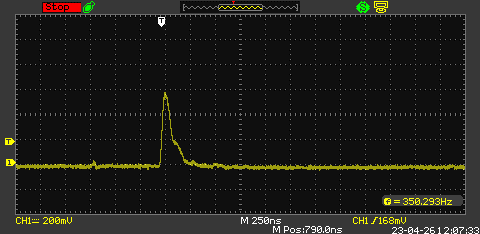 Stop
T
T
1
f = 350.293Hz
CH1 200mV M 250ns CH1 /168mV
M Pos:790.0ns 23-04-26 12:07:33